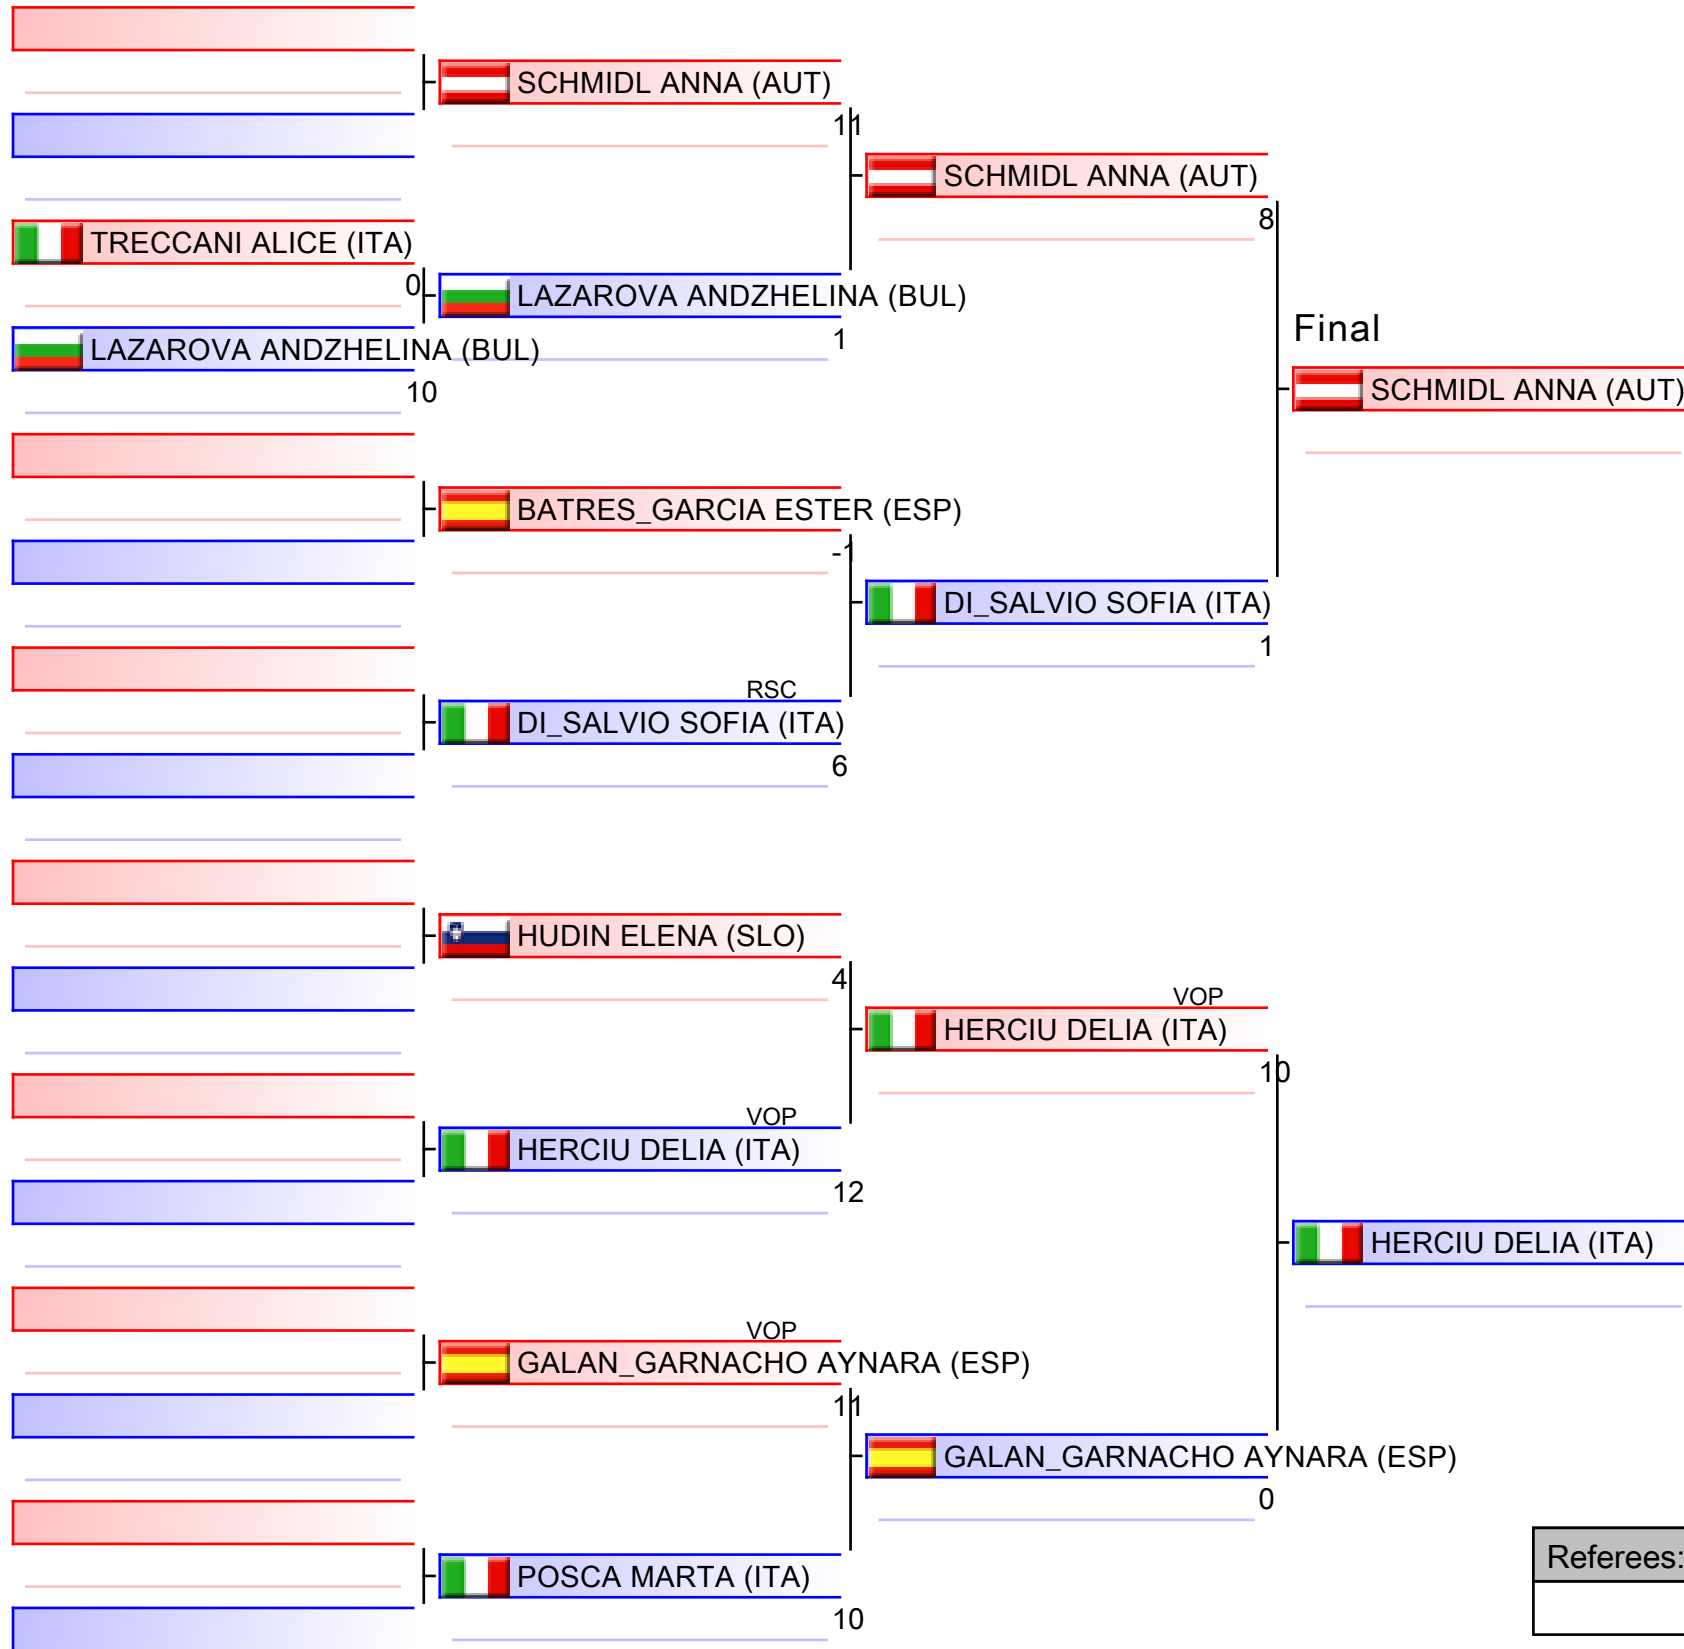 SCHMIDL ANNA (AUT)
11
SCHMIDL ANNA (AUT)
8
TRECCANI ALICE (ITA)
0
LAZAROVA ANDZHELINA (BUL)
1
LAZAROVA ANDZHELINA (BUL)
10
Final
SCHMIDL ANNA (AUT)
BATRES_GARCIA ESTER (ESP)
-1
DI_SALVIO SOFIA (ITA)
1
RSC
DI_SALVIO SOFIA (ITA)
6
HUDIN ELENA (SLO)
4
VOP
HERCIU DELIA (ITA)
10
VOP
HERCIU DELIA (ITA)
12
HERCIU DELIA (ITA)
VOP
GALAN_GARNACHO AYNARA (ESP)
11
GALAN_GARNACHO AYNARA (ESP)
0
POSCA MARTA (ITA)
10
Referees: